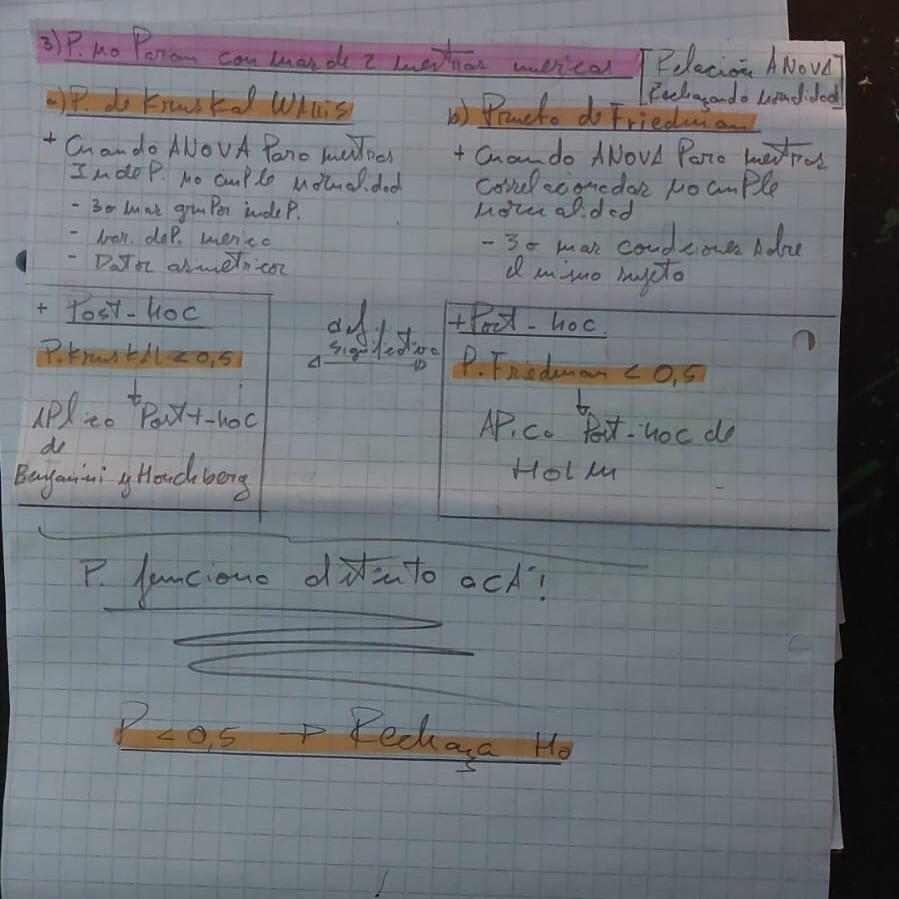 3) P. no Param con mas de 2 muestras numericas [Relación ANOVA]
[Rechazando normalidad]
a) P. de Kruskal WAllis
+ Cuando ANOVA Para muestras
IndeP. no cumPle normalidad
- 3 o mas gruPos indeP.
- Var. deP. numerica
- Datos asimetricos
b) Prueba de Friedman
+ Cuando ANOVA Para muestras
correlacionadas no cumPle
normalidad
- 3 o mas condiciones sobre
el mismo sujeto
+ Post-hoc
P. KruskAl < 0,5
↓
APlico Post-hoc
de
Benjamini y Hochberg
dif
significativa
+ Post-hoc
P. Friedman < 0,5
↓
APlico Post-hoc de
HOLM
P. funciona distinto acA!
P < 0,5 → Rechaza H0